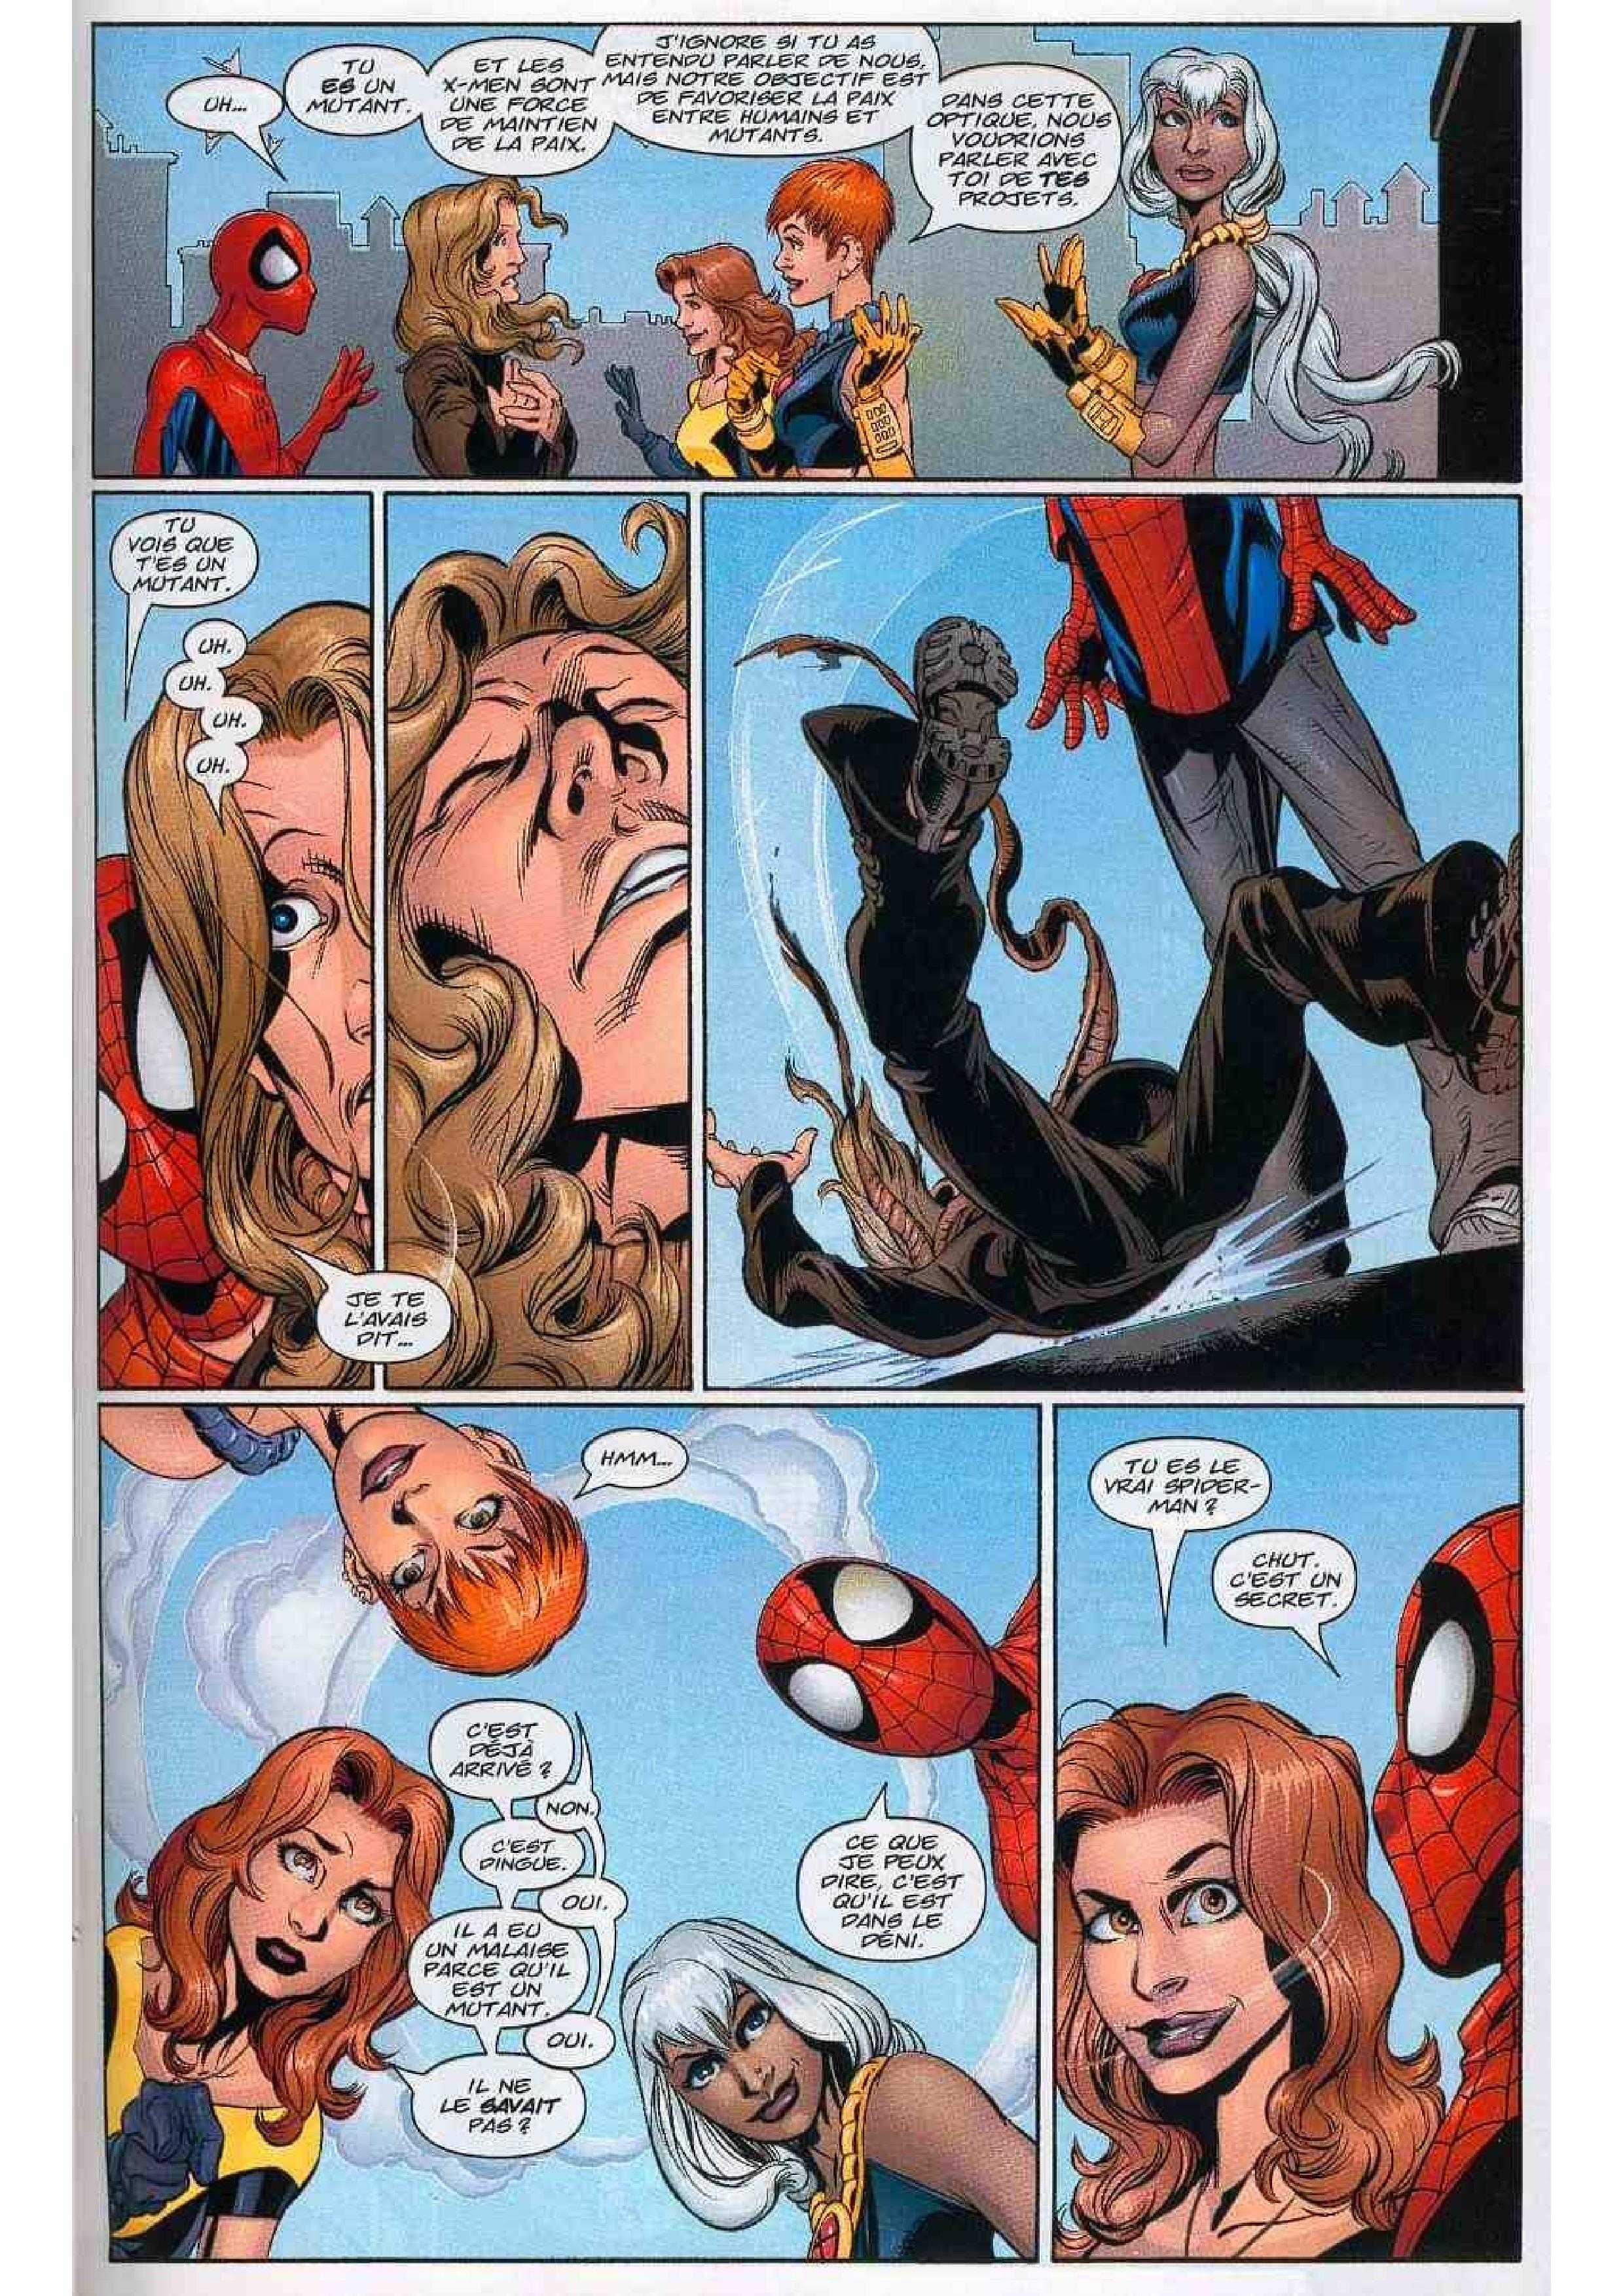 UH...
TU
ES UN
MUTANT.
ET LES
X-MEN SONT
UNE FORCE
DE MAINTIEN
DE LA PAIX.
J'IGNORE SI TU AS
ENTENDU PARLER DE NOUS,
MAIS NOTRE OBJECTIF EST
DE FAVORISER LA PAIX
ENTRE HUMAINS ET
MUTANTS.
DANS CETTE
OPTIQUE, NOUS
VOUDRIONS
PARLER AVEC
TOI DE TES
PROJETS.
TU
VOIS QUE
T'ES UN
MUTANT.
UH.
UH.
UH.
UH.
JE TE
L'AVAIS
DIT...
HMM...
C'EST
DÉJÀ
ARRIVÉ ?
NON.
C'EST
DINGUE.
OUI.
IL A EU
UN MALAISE
PARCE QU'IL
EST UN
MUTANT.
OUI.
IL NE
LE SAVAIT
PAS ?
CE QUE
JE PEUX
DIRE, C'EST
QU'IL EST
DANS LE
DÉNI.
TU ES LE
VRAI SPIDER-
MAN ?
CHUT.
C'EST UN
SECRET.